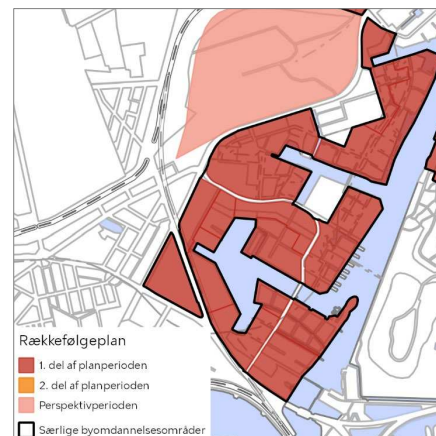 Rækkefølgeplan
1. del af planperioden
2. del af planperioden
Perspektivperioden
Særlige byomdannelsesområder